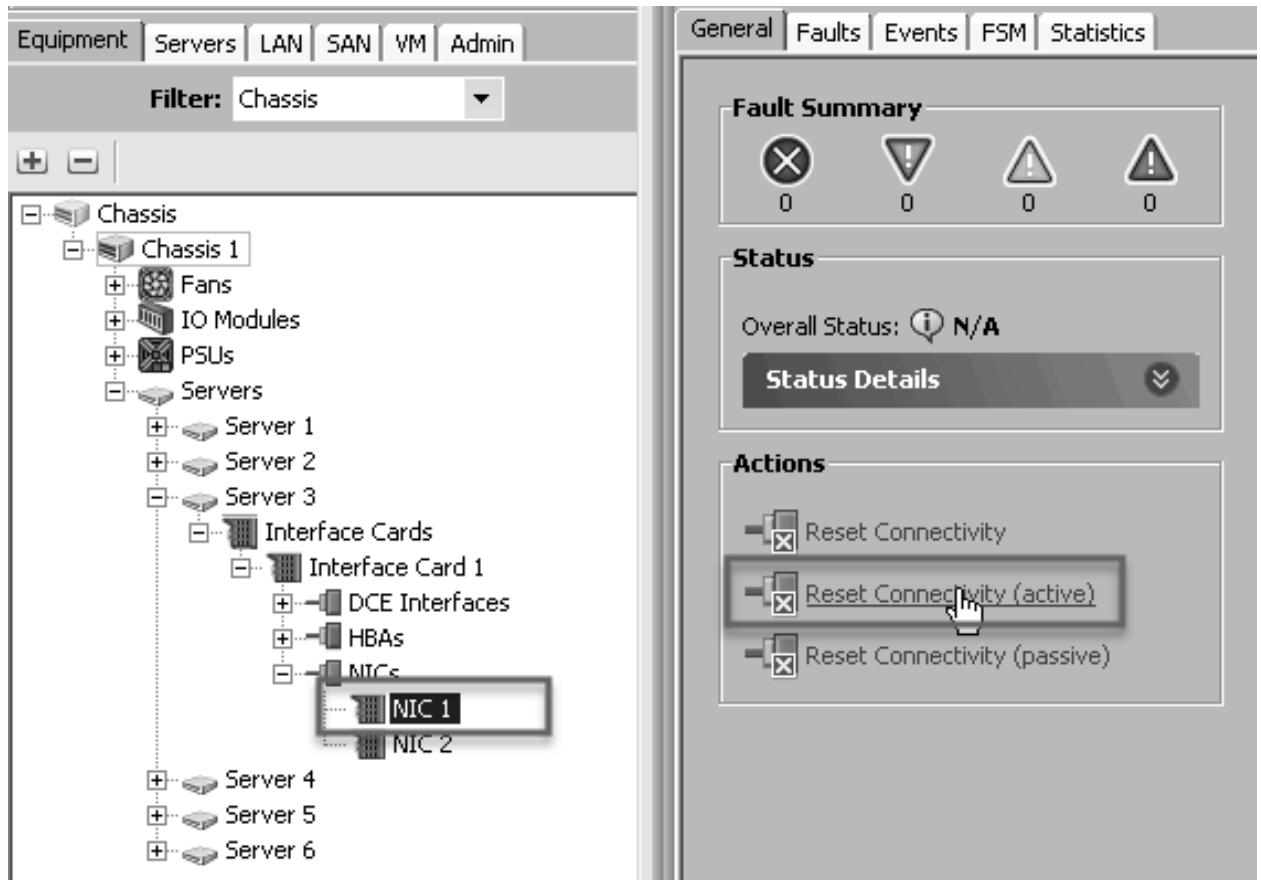 Equipment Servers LAN SAN VM Admin
Filter: Chassis
Chassis
Chassis 1
Fans
IO Modules
PSUs
Servers
Server 1
Server 2
Server 3
Interface Cards
Interface Card 1
DCE Interfaces
HBAs
NICs
NIC 1
NIC 2
Server 4
Server 5
Server 6
General Faults Events FSM Statistics
Fault Summary
0 0 0 0
Status
Overall Status: N/A
Status Details
Actions
Reset Connectivity
Reset Connectivity (active)
Reset Connectivity (passive)